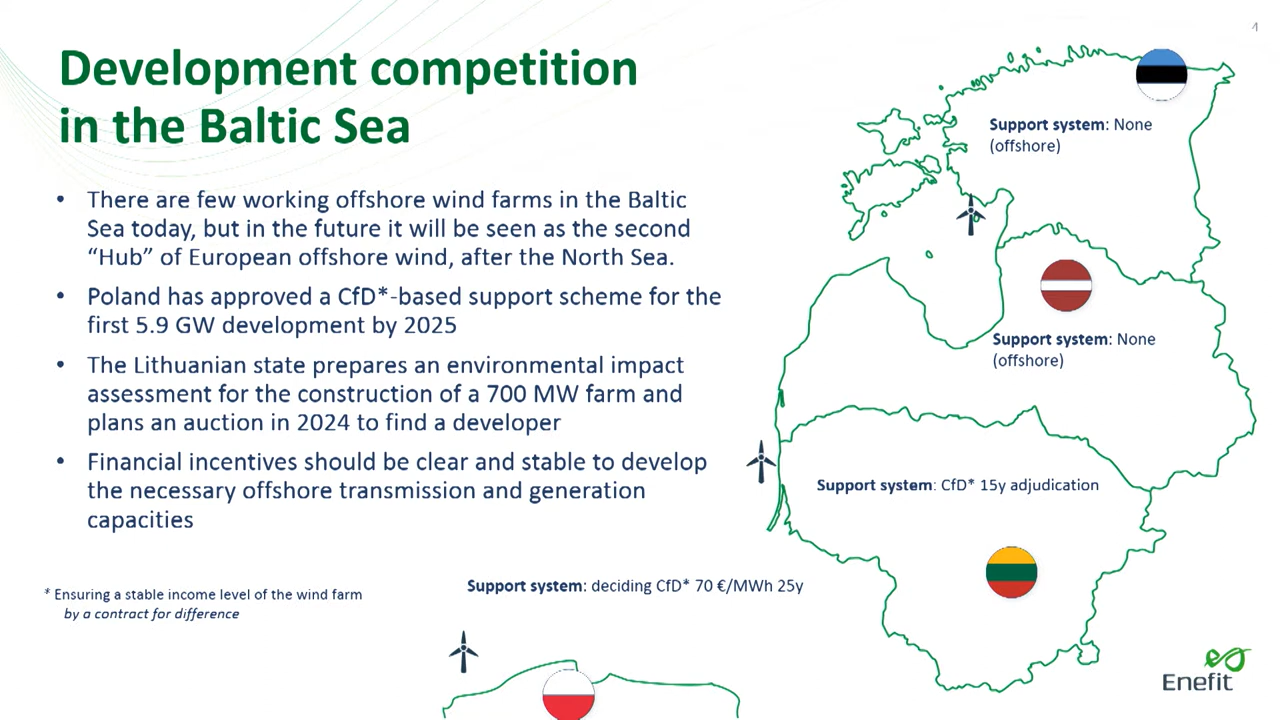 4
Development competition
in the Baltic Sea
• There are few working offshore wind farms in the Baltic
Sea today, but in the future it will be seen as the second
“Hub” of European offshore wind, after the North Sea.
• Poland has approved a CfD*-based support scheme for the
first 5.9 GW development by 2025
• The Lithuanian state prepares an environmental impact
assessment for the construction of a 700 MW farm and
plans an auction in 2024 to find a developer
• Financial incentives should be clear and stable to develop
the necessary offshore transmission and generation
capacities
* Ensuring a stable income level of the wind farm
by a contract for difference
Support system: None
(offshore)
Support system: None
(offshore)
Support system: CfD* 15y adjudication
Support system: deciding CfD* 70 €/MWh 25y
Enefit